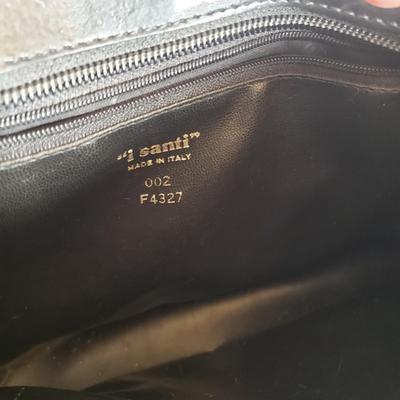 "i santi"
MADE IN ITALY
002
F4327